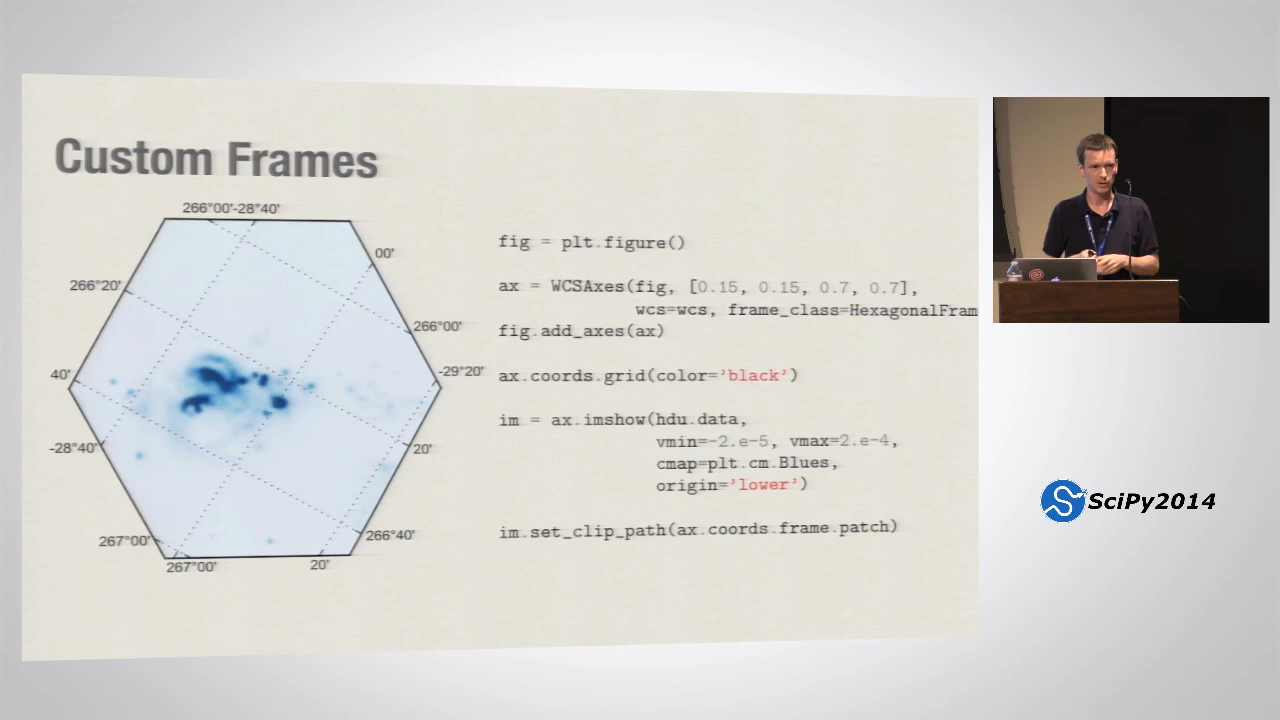 Custom Frames
266°00'-28°40'
00'
266°20'
266°00'
40'
-29°20'
-28°40'
20'
267°00'
266°40'
267°00'
20'
fig = plt.figure()
ax = WCSAxes(fig, [0.15, 0.15, 0.7, 0.7],
wcs=wcs, frame_class=HexagonalFram
fig.add_axes(ax)
ax.coords.grid(color='black')
im = ax.imshow(hdu.data,
vmin=-2.e-5, vmax=2.e-4,
cmap=plt.cm.Blues,
origin='lower')
im.set_clip_path(ax.coords.frame.patch)
SciPy2014